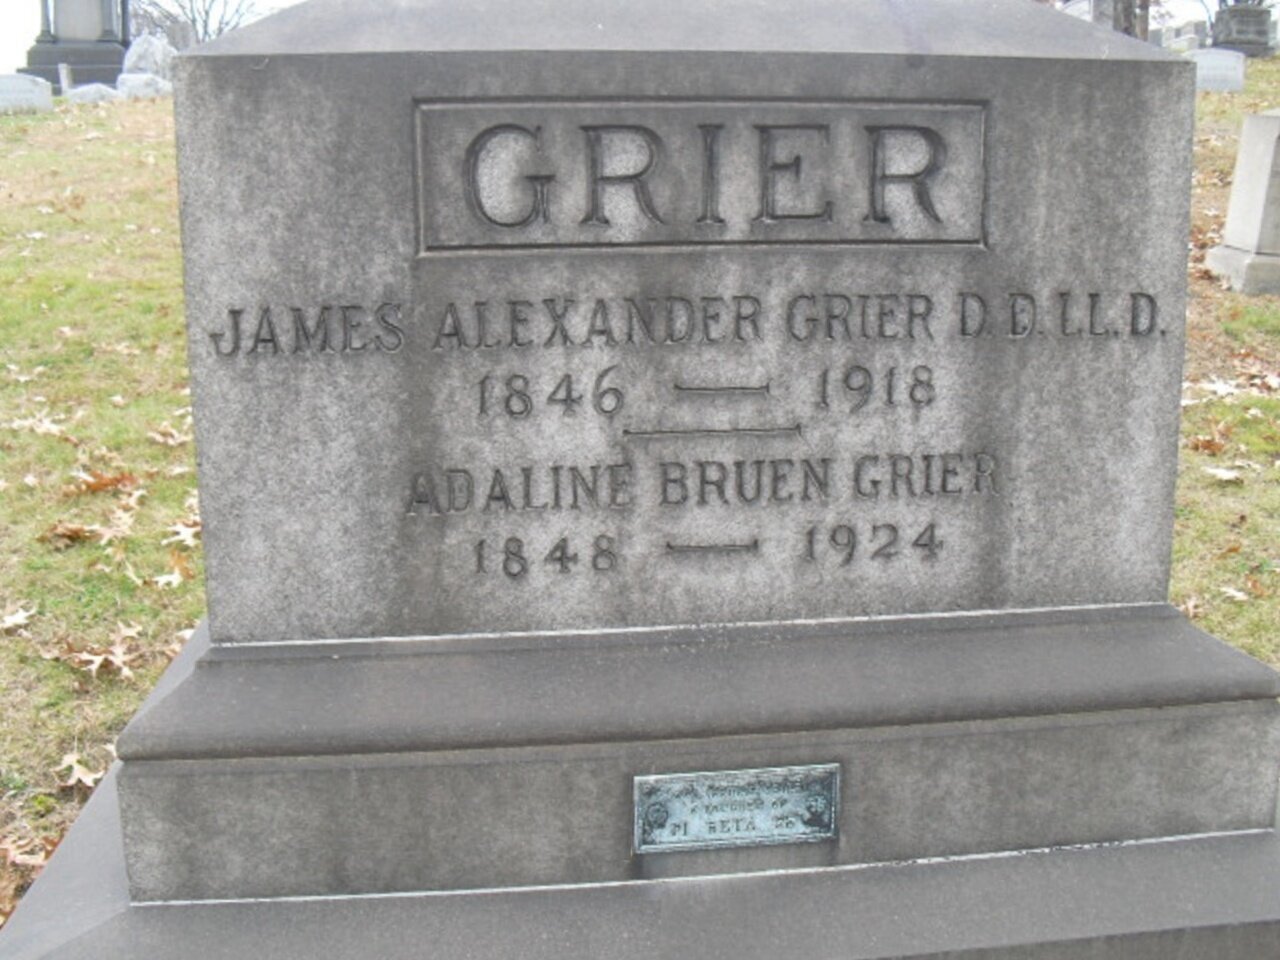 GRIER
JAMES ALEXANDER GRIER D.D.LL.D.
1846 — 1918
ADALINE BRUEN GRIER
1848 — 1924
PI BETA